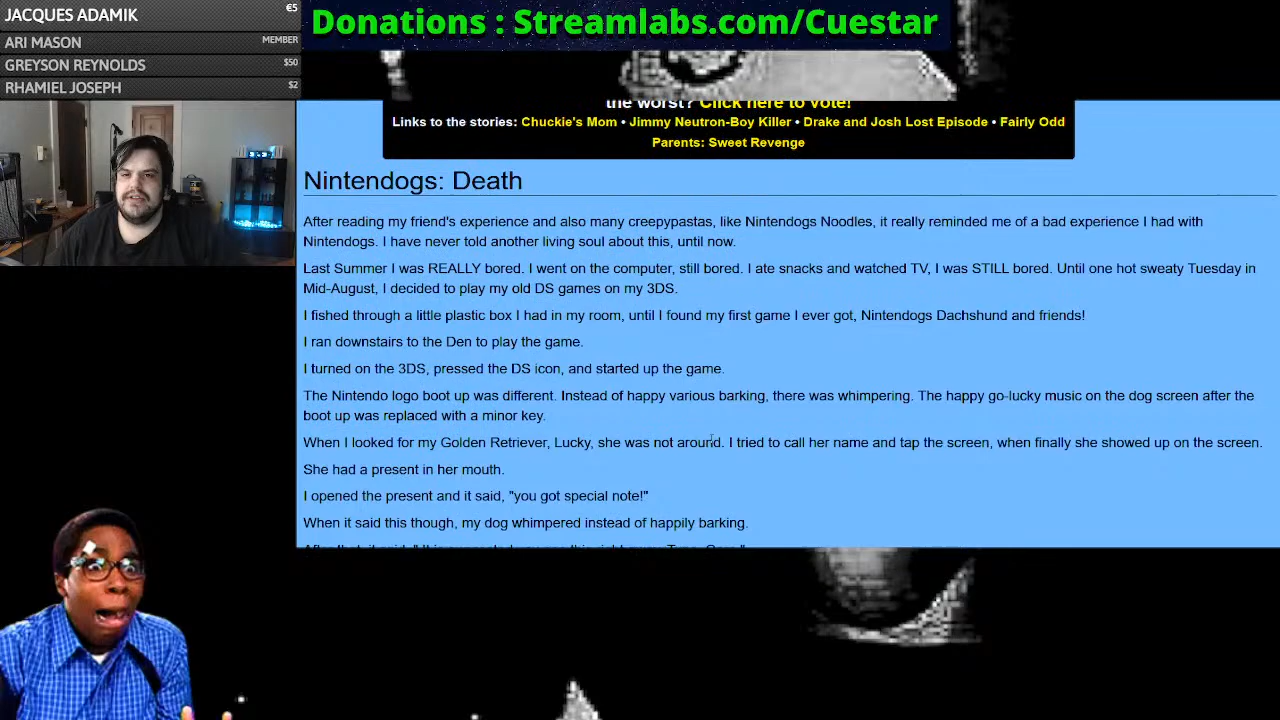 JACQUES ADAMIK €5
ARI MASON MEMBER
GREYSON REYNOLDS $50
RHAMIEL JOSEPH $2
Donations : Streamlabs.com/Cuestar
the worst? Click here to vote!
Links to the stories: Chuckie's Mom • Jimmy Neutron-Boy Killer • Drake and Josh Lost Episode • Fairly Odd
Parents: Sweet Revenge
Nintendogs: Death
After reading my friend's experience and also many creepypastas, like Nintendogs Noodles, it really reminded me of a bad experience I had with
Nintendogs. I have never told another living soul about this, until now.
Last Summer I was REALLY bored. I went on the computer, still bored. I ate snacks and watched TV, I was STILL bored. Until one hot sweaty Tuesday in
Mid-August, I decided to play my old DS games on my 3DS.
I fished through a little plastic box I had in my room, until I found my first game I ever got, Nintendogs Dachshund and friends!
I ran downstairs to the Den to play the game.
I turned on the 3DS, pressed the DS icon, and started up the game.
The Nintendo logo boot up was different. Instead of happy various barking, there was whimpering. The happy go-lucky music on the dog screen after the
boot up was replaced with a minor key.
When I looked for my Golden Retriever, Lucky, she was not around. I tried to call her name and tap the screen, when finally she showed up on the screen.
She had a present in her mouth.
I opened the present and it said, "you got special note!"
When it said this though, my dog whimpered instead of happily barking.